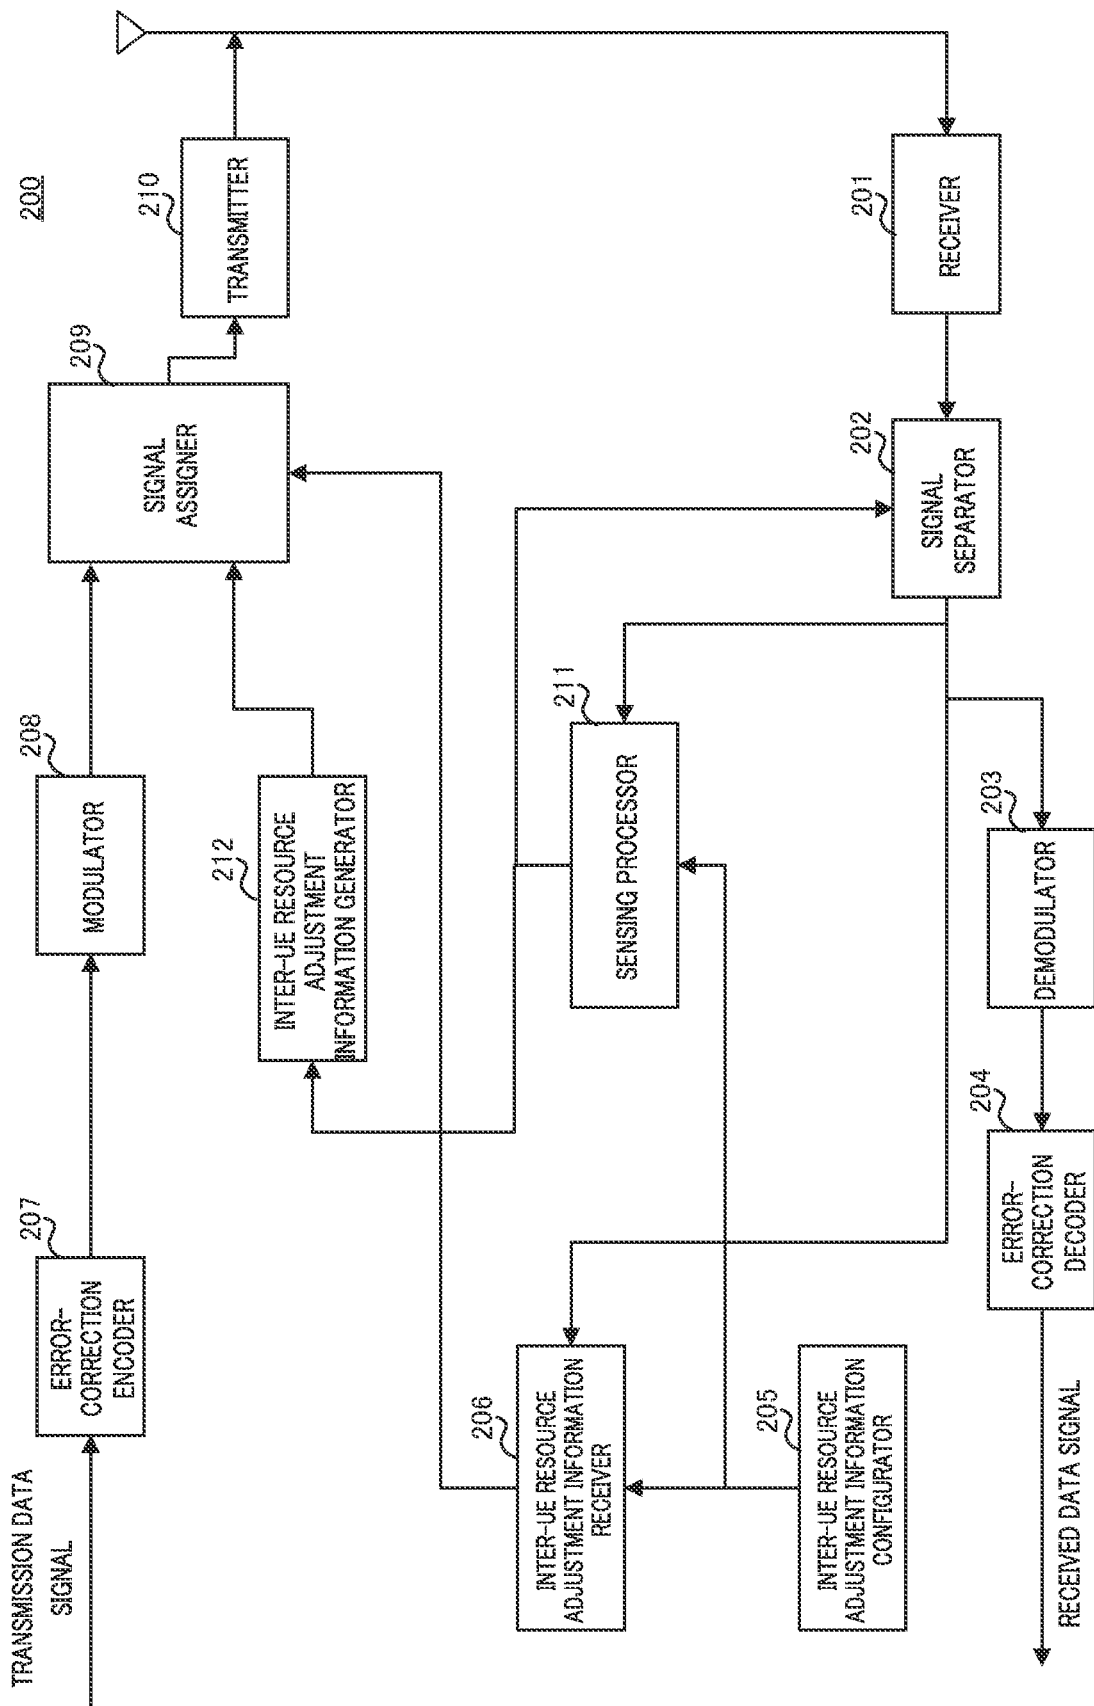 200
TRANSMISSION DATA
SIGNAL
207
ERROR-
CORRECTION
ENCODER
208
MODULATOR
209
SIGNAL
ASSIGNER
210
TRANSMITTER
212
INTER-UE RESOURCE
ADJUSTMENT
INFORMATION GENERATOR
206
INTER-UE RESOURCE
ADJUSTMENT INFORMATION
RECEIVER
211
SENSING PROCESSOR
205
INTER-UE RESOURCE
ADJUSTMENT INFORMATION
CONFIGURATOR
202
SIGNAL
SEPARATOR
201
RECEIVER
204
ERROR-
CORRECTION
DECODER
203
DEMODULATOR
RECEIVED DATA SIGNAL